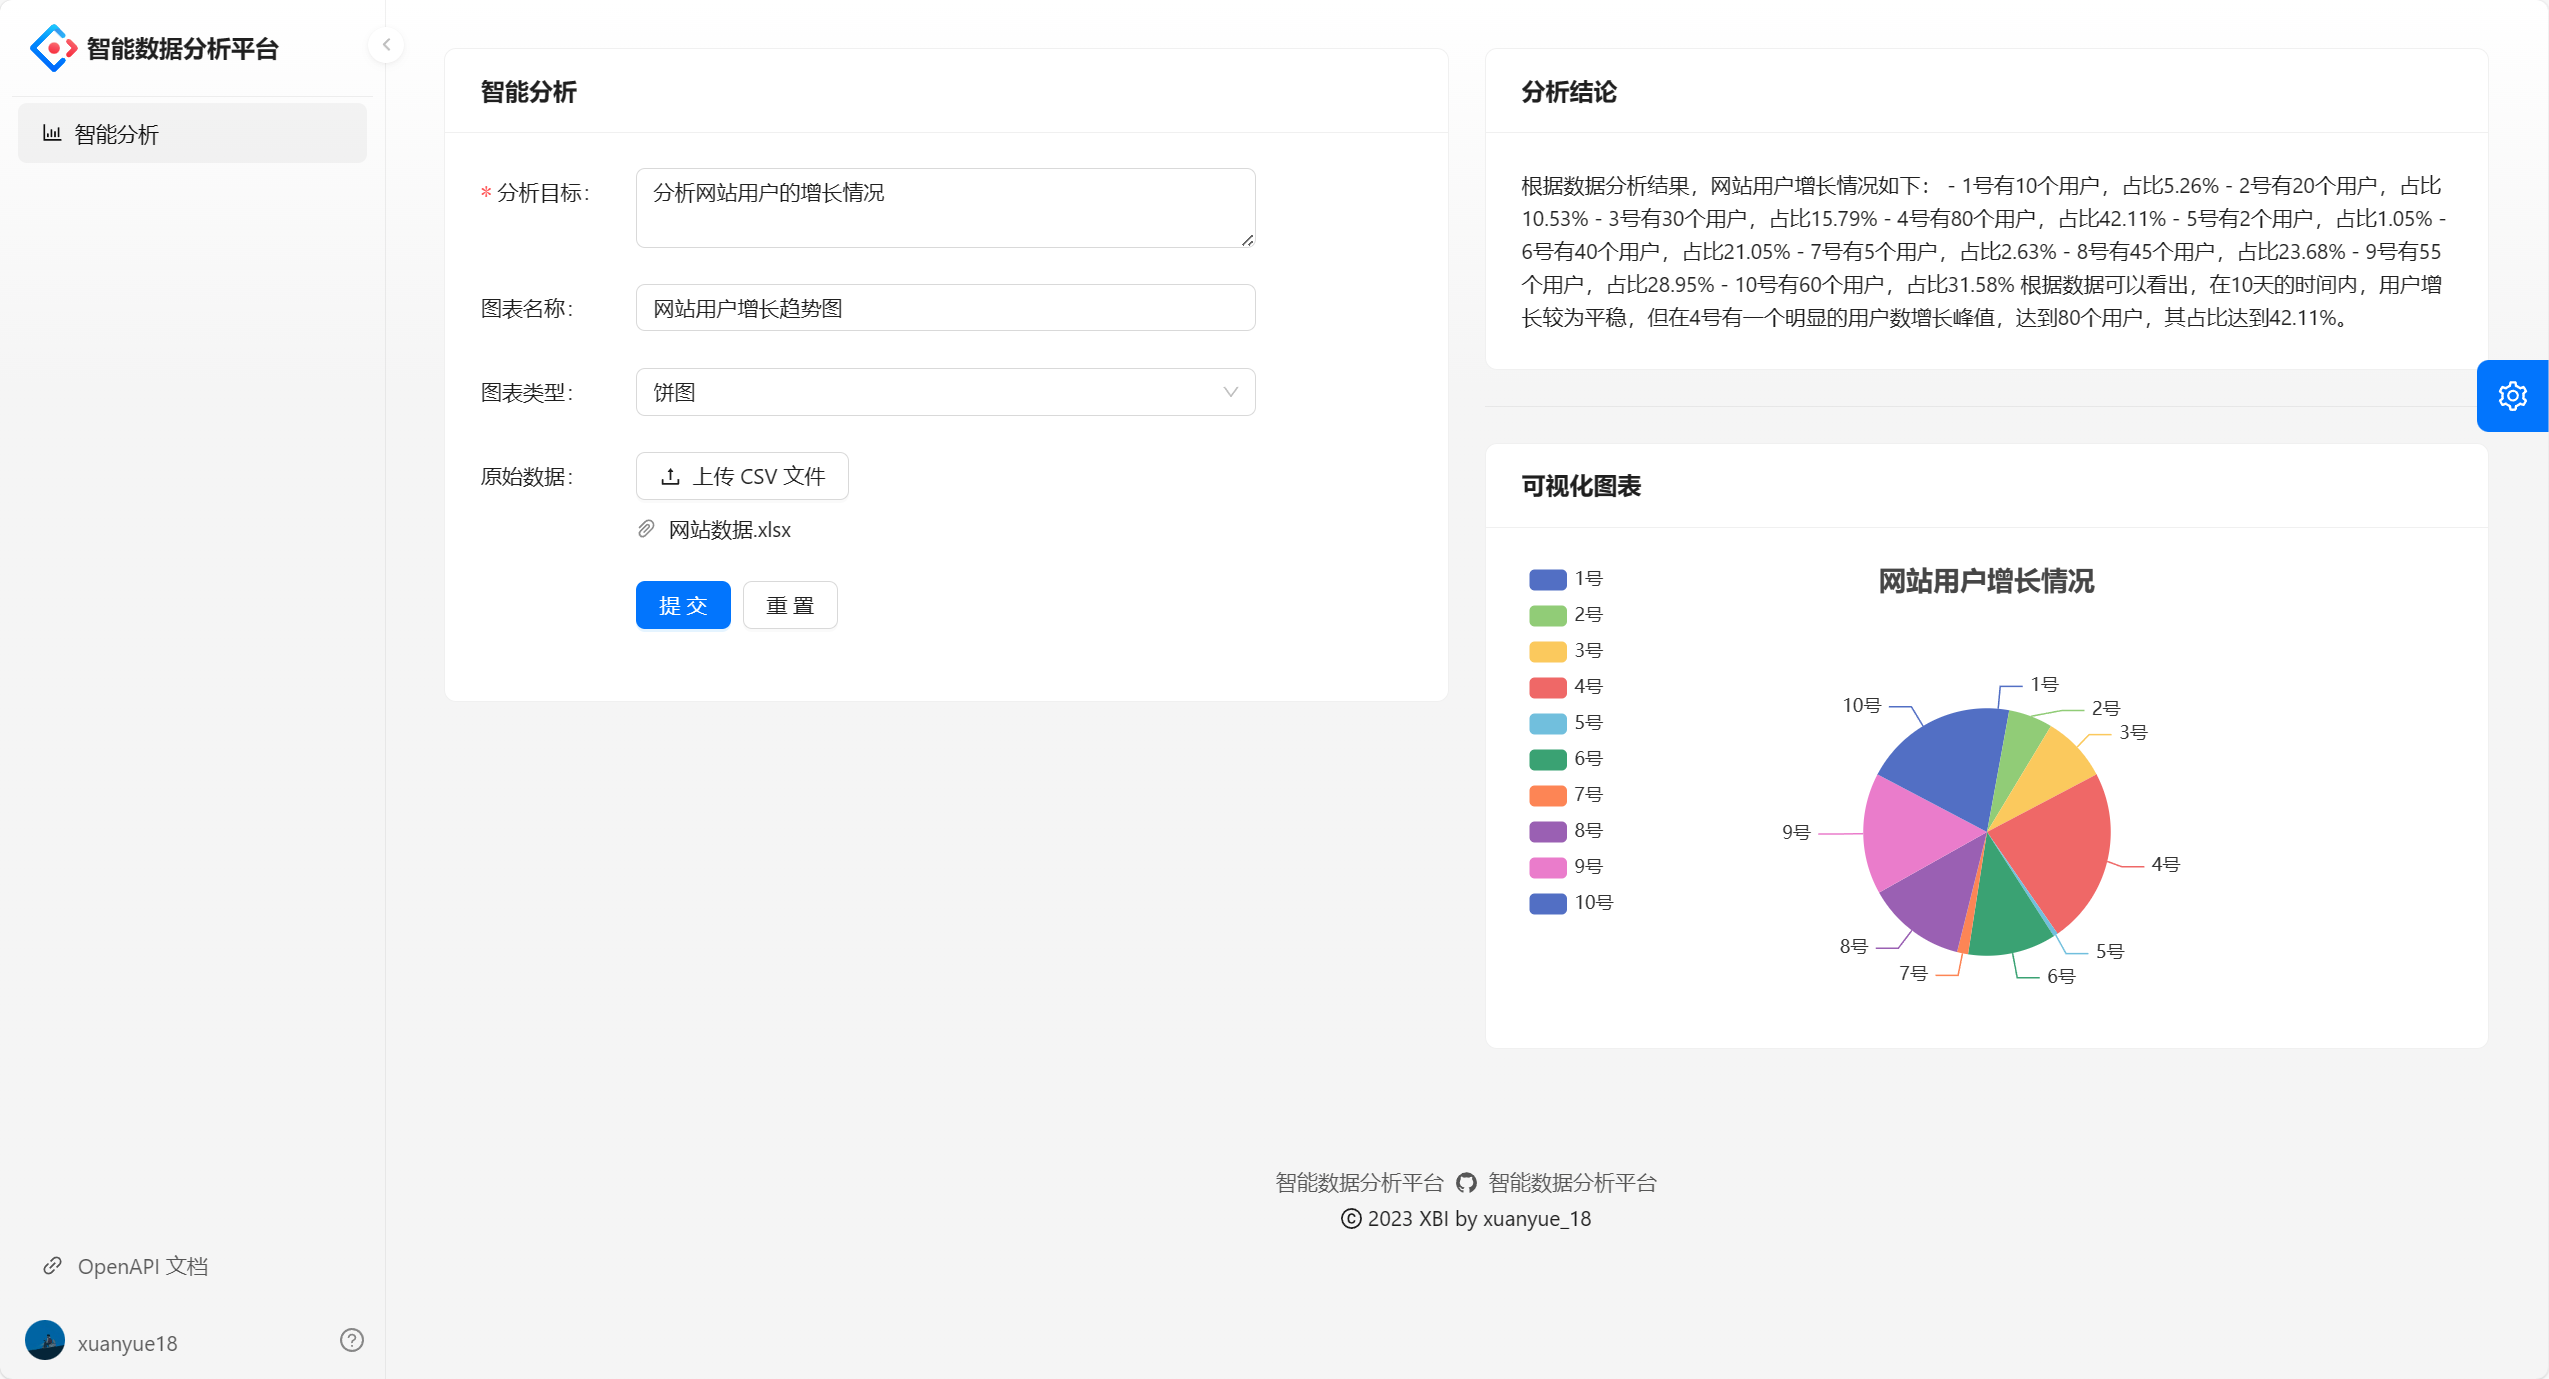 智能数据分析平台
智能分析
OpenAPI 文档
xuanyue18
智能分析
* 分析目标：
分析网站用户的增长情况
图表名称：
网站用户增长趋势图
图表类型：
饼图
原始数据：
上传 CSV 文件
网站数据.xlsx
提 交
重 置
分析结论
根据数据分析结果，网站用户增长情况如下： - 1号有10个用户，占比5.26% - 2号有20个用户，占比
10.53% - 3号有30个用户，占比15.79% - 4号有80个用户，占比42.11% - 5号有2个用户，占比1.05% -
6号有40个用户，占比21.05% - 7号有5个用户，占比2.63% - 8号有45个用户，占比23.68% - 9号有55
个用户，占比28.95% - 10号有60个用户，占比31.58% 根据数据可以看出，在10天的时间内，用户增
长较为平稳，但在4号有一个明显的用户数增长峰值，达到80个用户，其占比达到42.11%。
可视化图表
网站用户增长情况
1号
2号
3号
4号
5号
6号
7号
8号
9号
10号
1号
2号
3号
4号
5号
6号
7号
8号
9号
10号
智能数据分析平台 智能数据分析平台
© 2023 XBI by xuanyue_18